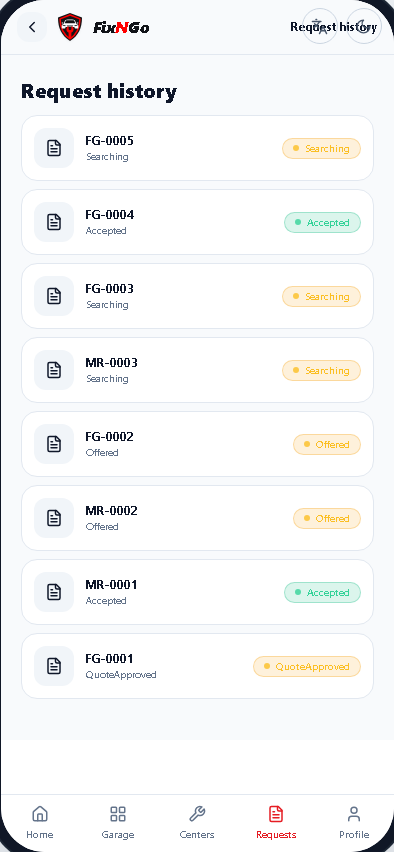 FixNGo
Request history
Request history
FG-0005
Searching
Searching
FG-0004
Accepted
Accepted
FG-0003
Searching
Searching
MR-0003
Searching
Searching
FG-0002
Offered
Offered
MR-0002
Offered
Offered
MR-0001
Accepted
Accepted
FG-0001
QuoteApproved
QuoteApproved
Home
Garage
Centers
Requests
Profile